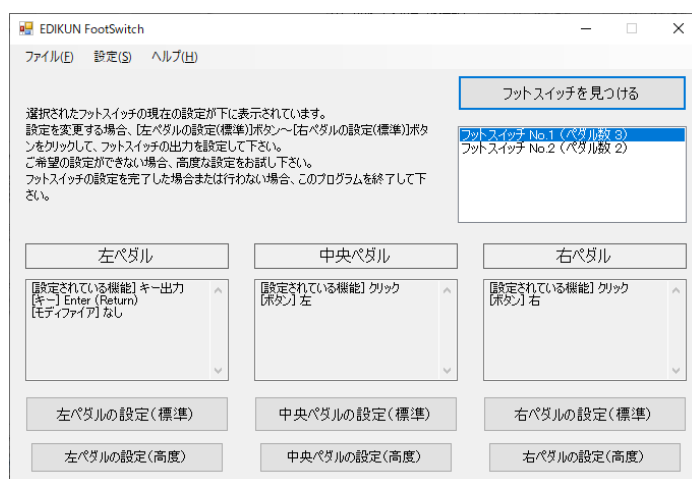 EDIKUN FootSwitch
ファイル(F) 設定(S) ヘルプ(H)
フットスイッチを見つける
選択されたフットスイッチの現在の設定が下に表示されています。
設定を変更する場合、[左ペダルの設定(標準)]ボタン～[右ペダルの設定(標準)]ボタ
ンをクリックして、フットスイッチの出力を設定して下さい。
ご希望の設定ができない場合、高度な設定をお試し下さい。
フットスイッチの設定を完了した場合または行わない場合、このプログラムを終了して下
さい。
フットスイッチ No.1 (ペダル数 3)
フットスイッチ No.2 (ペダル数 2)
左ペダル 中央ペダル 右ペダル
[設定されている機能] キー出力
[キー] Enter (Return)
[モディファイア] なし
[設定されている機能] クリック
[ボタン] 左
[設定されている機能] クリック
[ボタン] 右
左ペダルの設定(標準) 中央ペダルの設定(標準) 右ペダルの設定(標準)
左ペダルの設定(高度) 中央ペダルの設定(高度) 右ペダルの設定(高度)